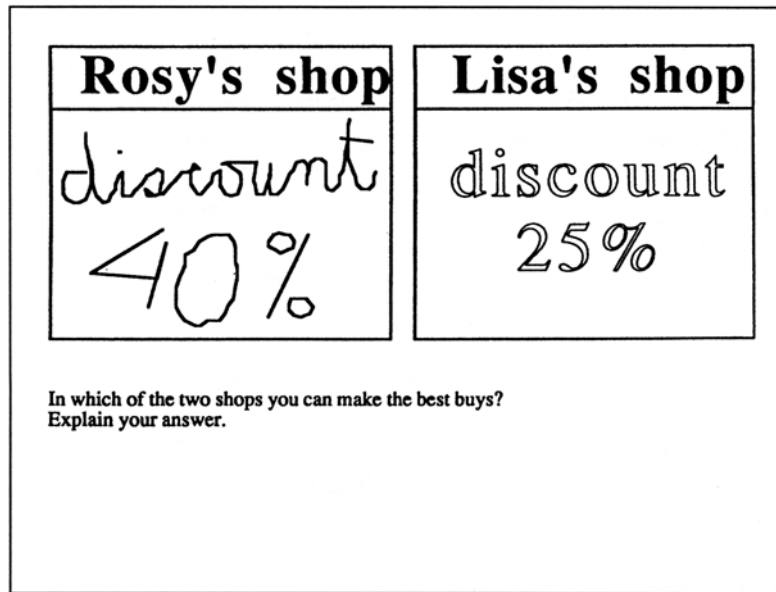 Rosy's shop
discount
40%
Lisa's shop
discount
25%
In which of the two shops you can make the best buys?
Explain your answer.